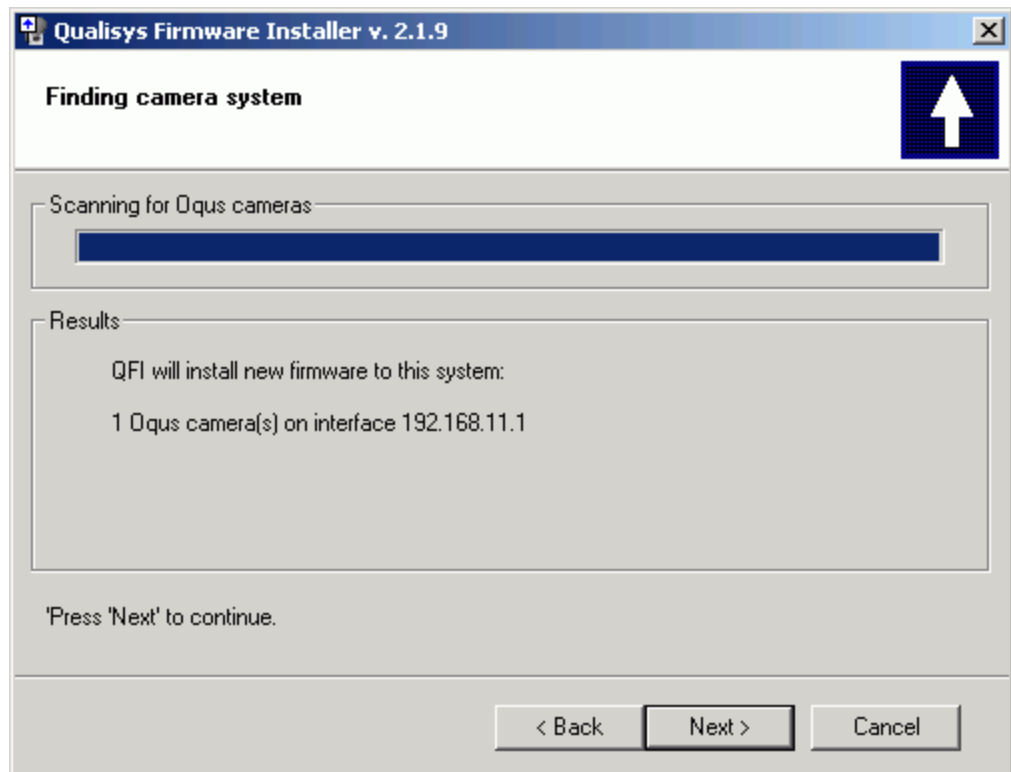 Qualisys Firmware Installer v. 2.1.9
Finding camera system
Scanning for Oqus cameras
Results
QFI will install new firmware to this system:
1 Oqus camera(s) on interface 192.168.11.1
'Press 'Next' to continue.
< Back Next > Cancel